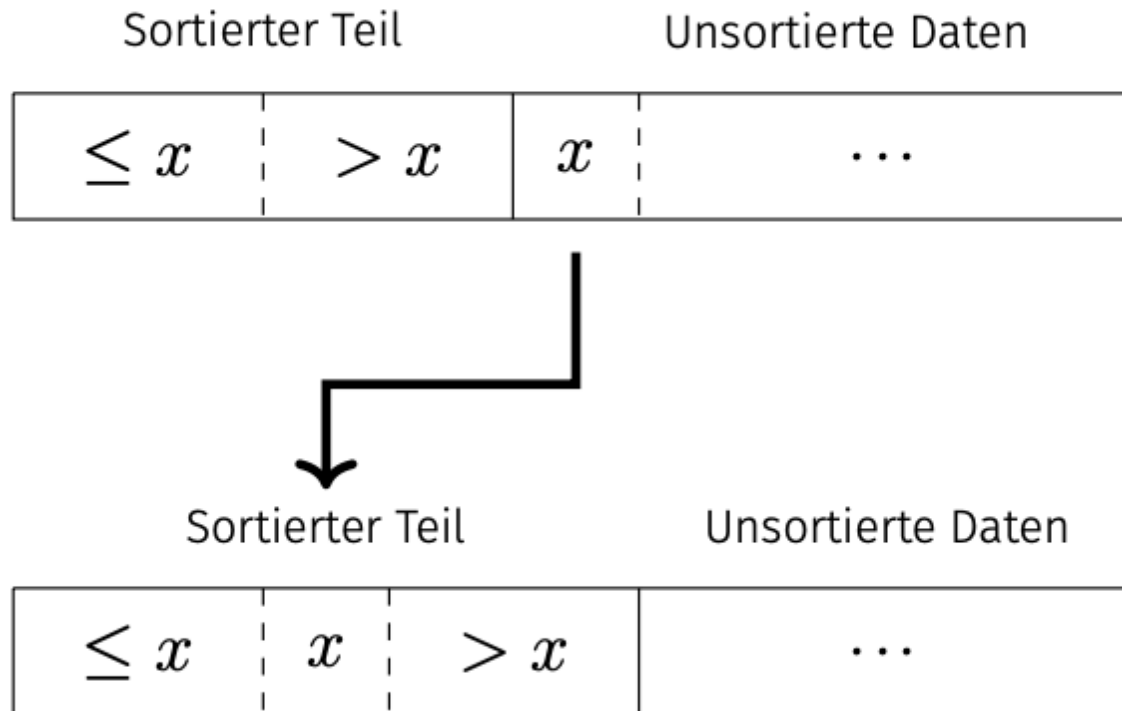 Sortierter Teil Unsortierte Daten
≤ x > x x ···
Sortierter Teil Unsortierte Daten
≤ x x > x ···